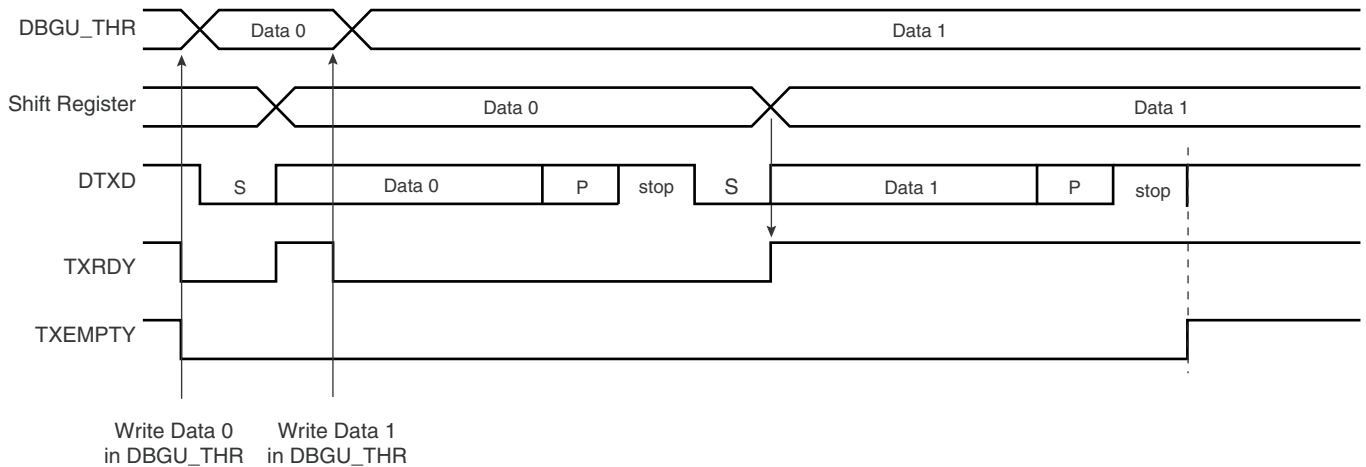 DBGU_THR
Data 0
Data 1
Shift Register
Data 0
Data 1
DTXD
S
Data 0
P
stop
S
Data 1
P
stop
TXRDY
TXEMPTY
Write Data 0
in DBGU_THR
Write Data 1
in DBGU_THR